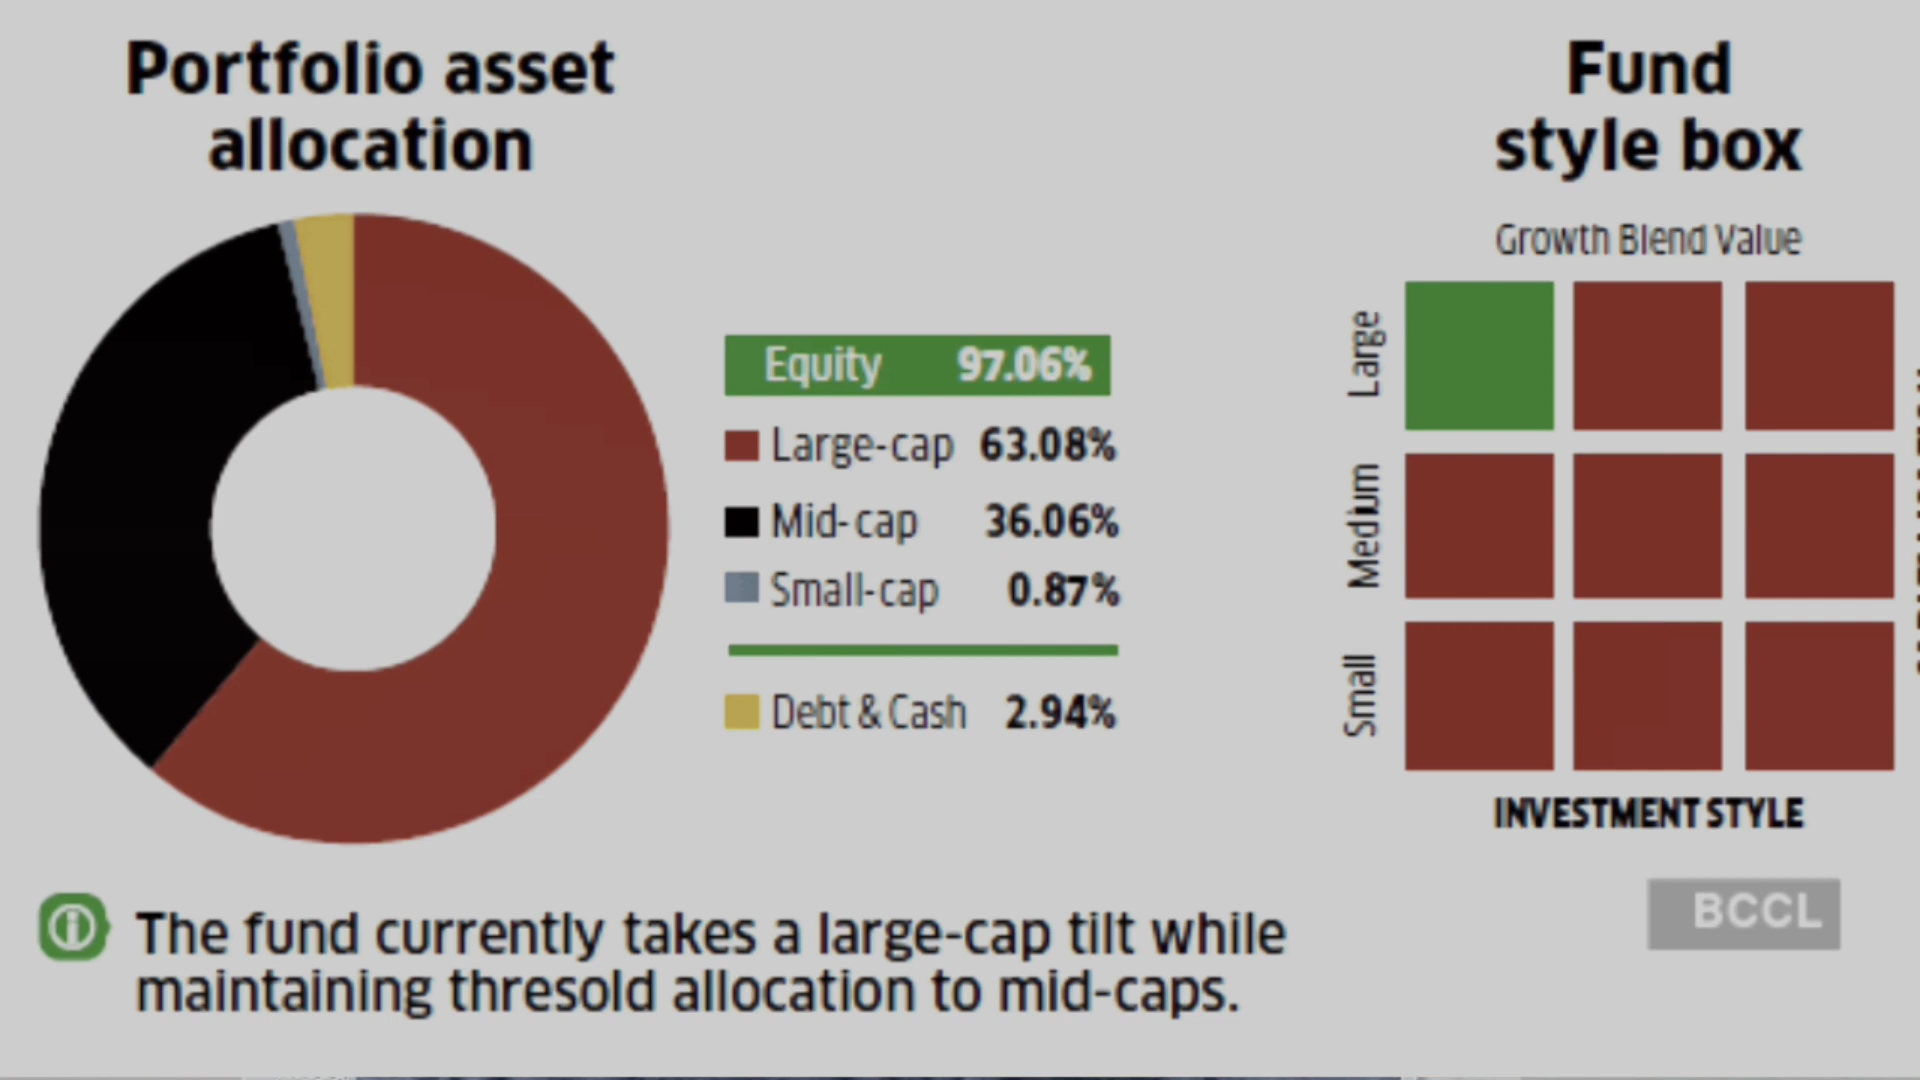 Portfolio asset
allocation
Equity 97.06%
Large-cap 63.08%
Mid-cap 36.06%
Small-cap 0.87%
Debt & Cash 2.94%
Fund
style box
Growth Blend Value
Large
Medium
Small
INVESTMENT STYLE
BCCL
The fund currently takes a large-cap tilt while
maintaining thresold allocation to mid-caps.